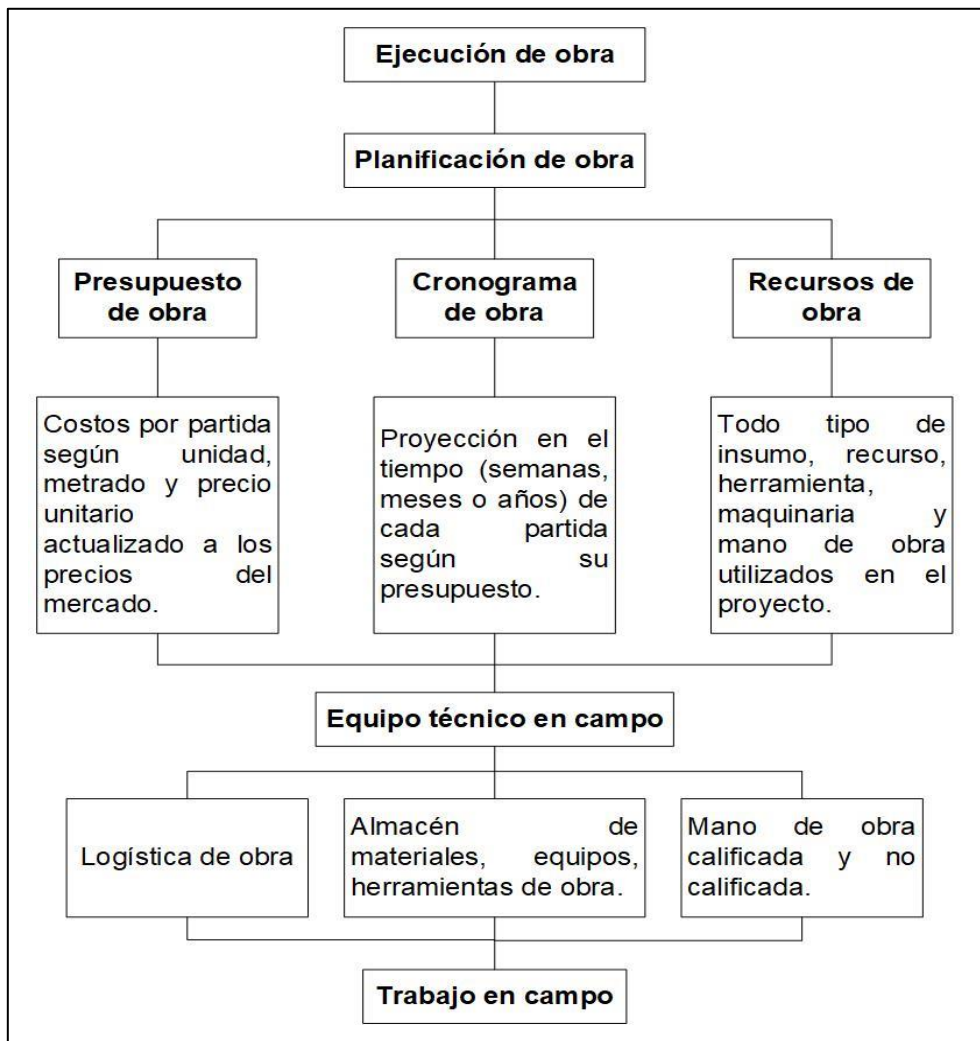 Ejecución de obra
Planificación de obra
Presupuesto
de obra
Cronograma
de obra
Recursos de
obra
Costos por partida
según unidad,
metrado y precio
unitario
actualizado a los
precios del
mercado.
Proyección en el
tiempo (semanas,
meses o años) de
cada partida
según su
presupuesto.
Todo tipo de
insumo, recurso,
herramienta,
maquinaria y
mano de obra
utilizados en el
proyecto.
Equipo técnico en campo
Logística de obra
Almacén de
materiales, equipos,
herramientas de obra.
Mano de obra
calificada y no
calificada.
Trabajo en campo